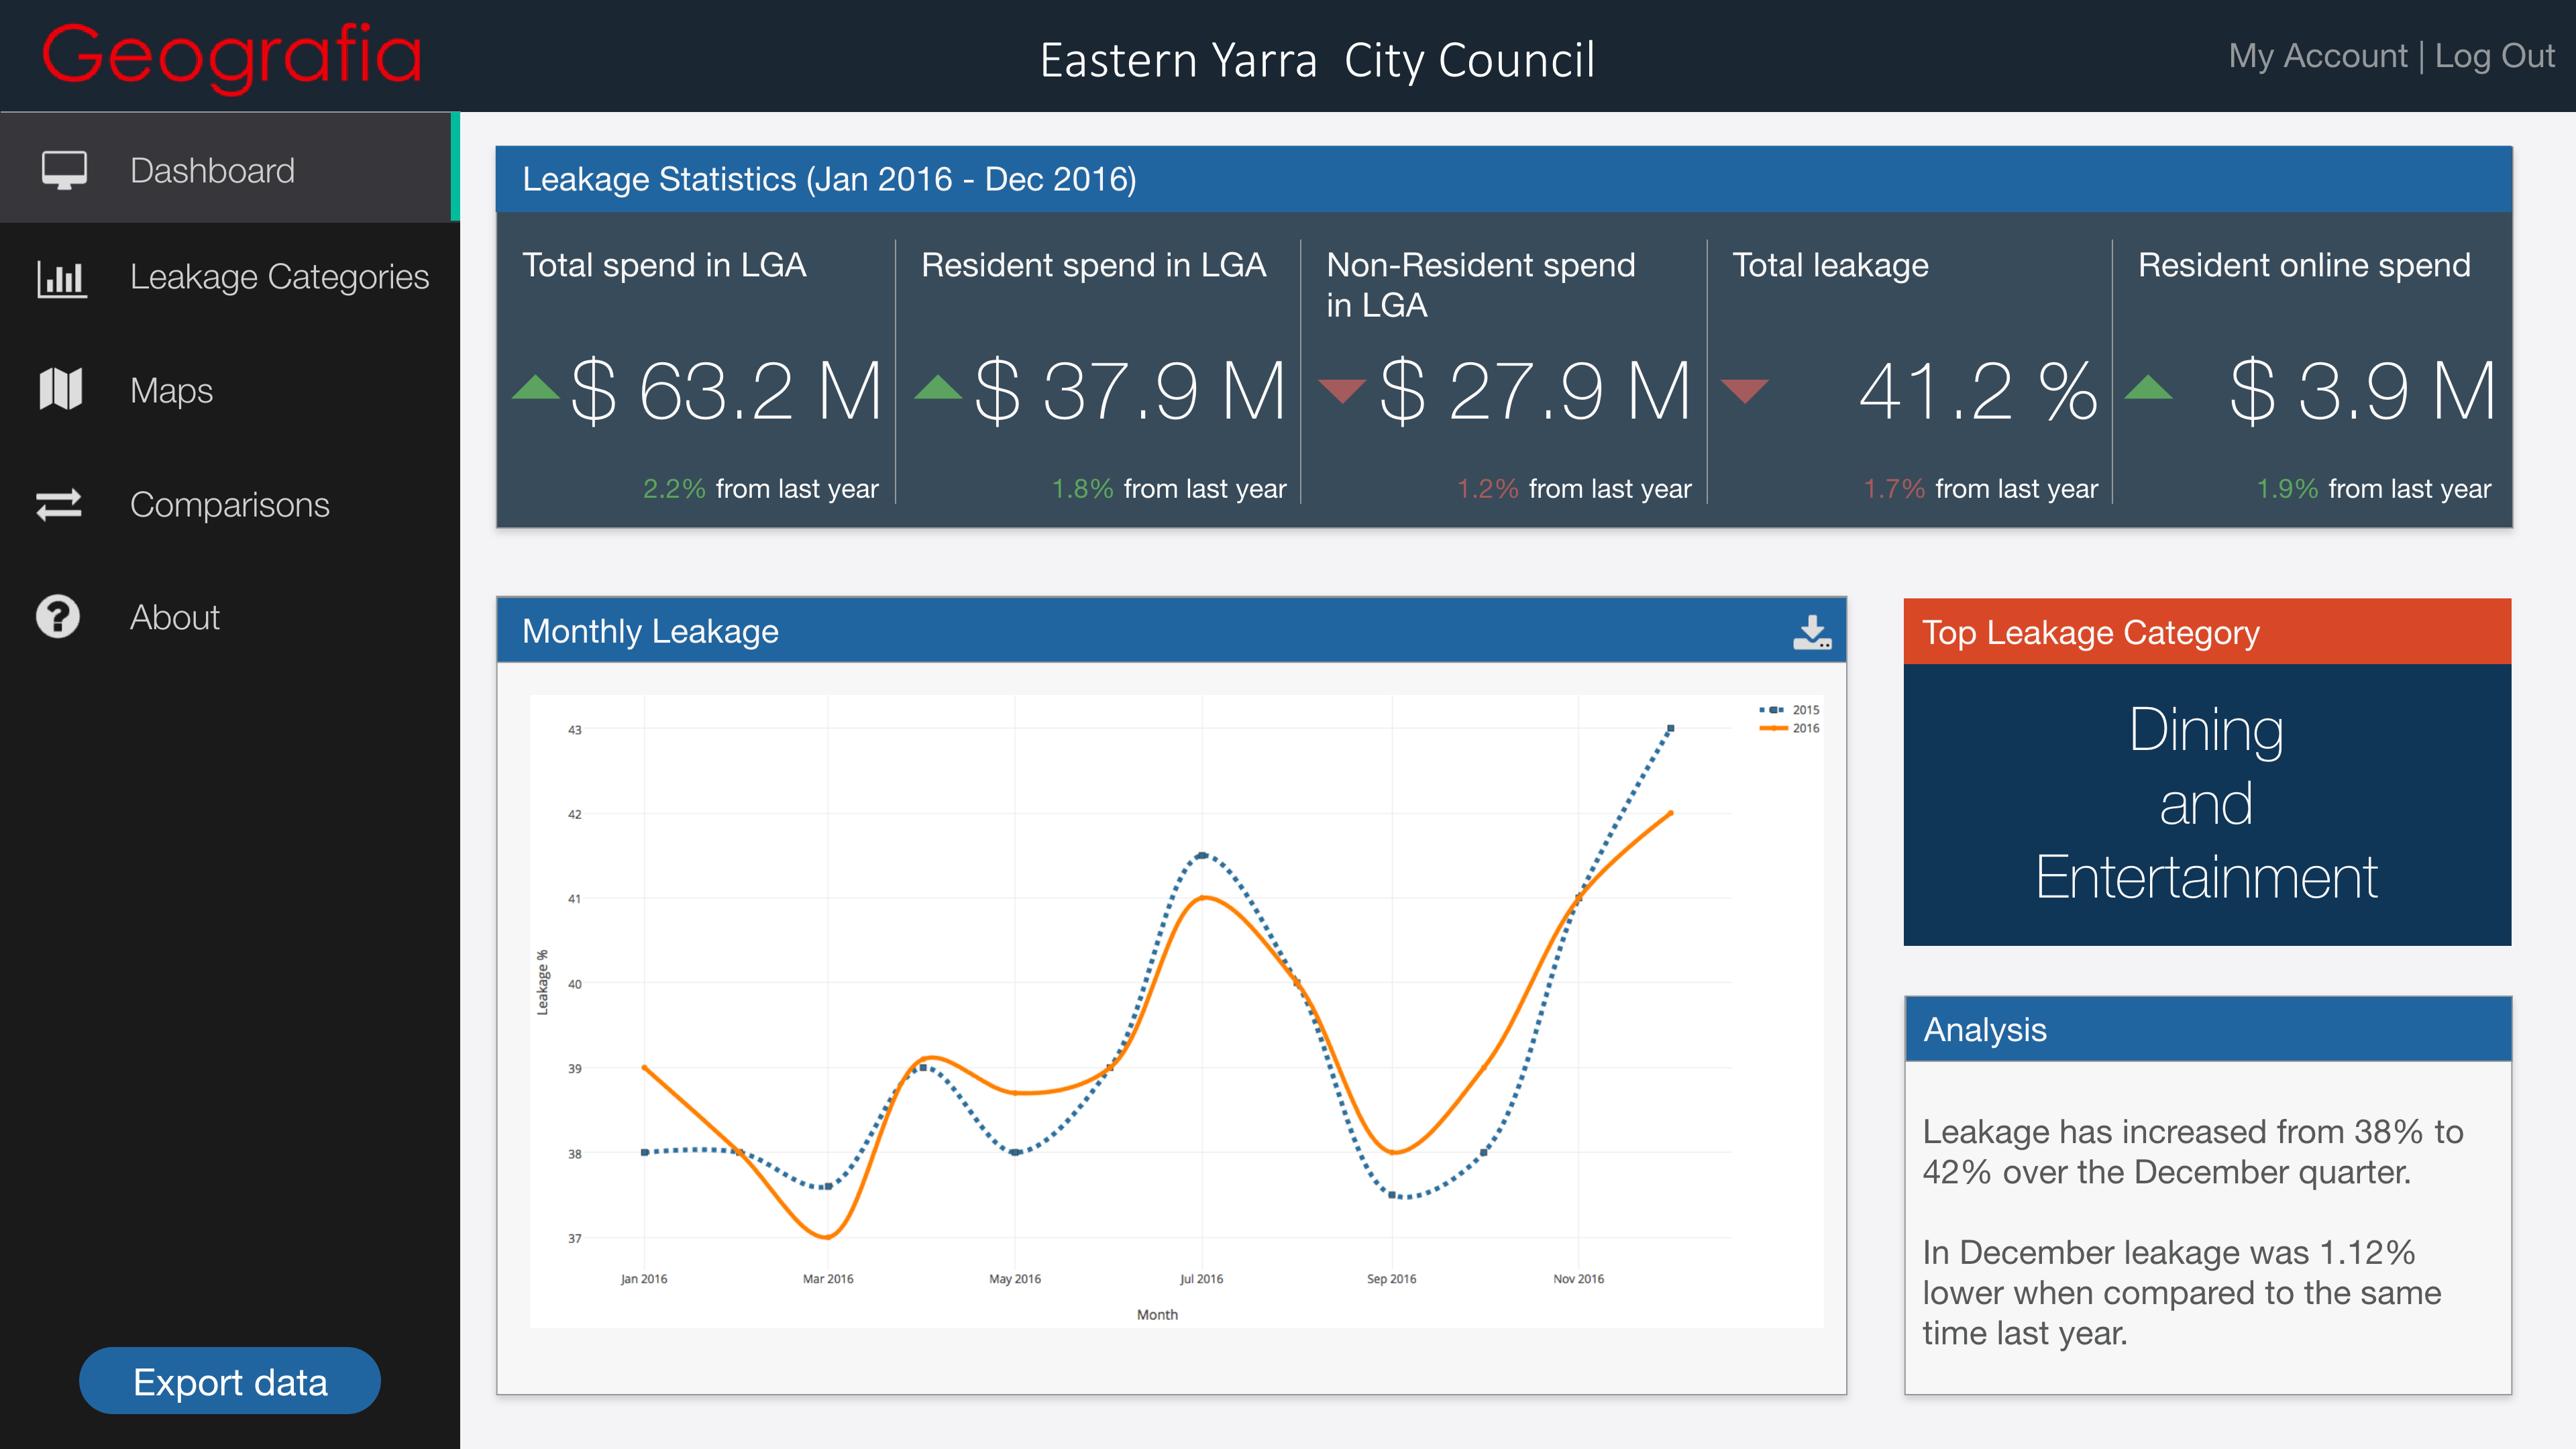 Geografia
Eastern Yarra  City Council
My Account | Log Out
Dashboard
Leakage Categories
Maps
Comparisons
About
Export data
Leakage Statistics (Jan 2016 - Dec 2016)
Total spend in LGA
$ 63.2 M
2.2% from last year
Resident spend in LGA
$ 37.9 M
1.8% from last year
Non-Resident spend
in LGA
$ 27.9 M
1.2% from last year
Total leakage
41.2 %
1.7% from last year
Resident online spend
$ 3.9 M
1.9% from last year
Monthly Leakage
2015
2016
43
42
41
40
39
38
37
Leakage %
Jan 2016
Mar 2016
May 2016
Jul 2016
Sep 2016
Nov 2016
Month
Top Leakage Category
Dining
and
Entertainment
Analysis
Leakage has increased from 38% to
42% over the December quarter.
In December leakage was 1.12%
lower when compared to the same
time last year.